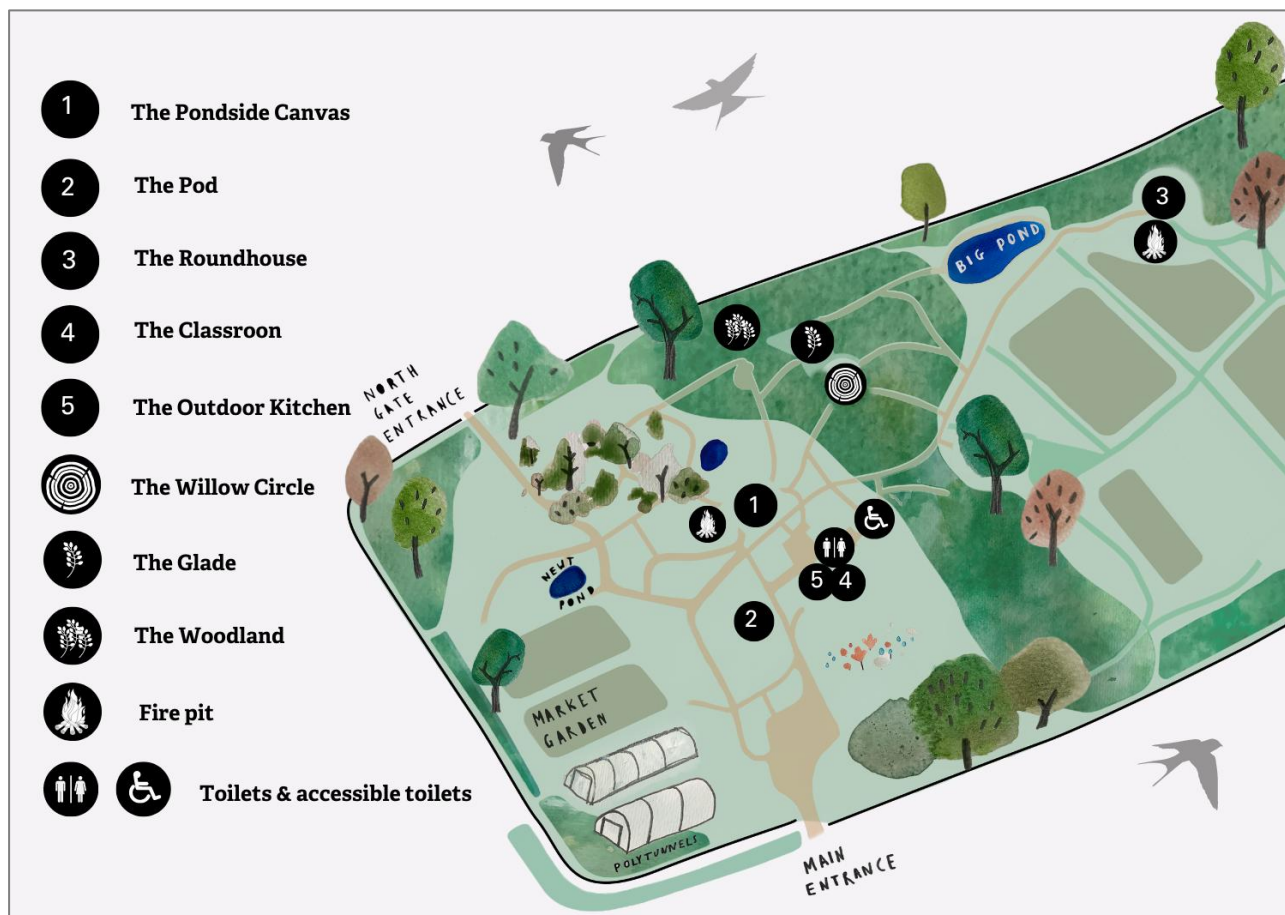 1 The Pondside Canvas
2 The Pod
3 The Roundhouse
4 The Classroon
5 The Outdoor Kitchen
The Willow Circle
The Glade
The Woodland
Fire pit
Toilets & accessible toilets
NORTH
GATE
ENTRANCE
BIG POND
3
1
5 4
2
NEWT
POND
MARKET
GARDEN
POLYTUNNELS
MAIN
ENTRANCE